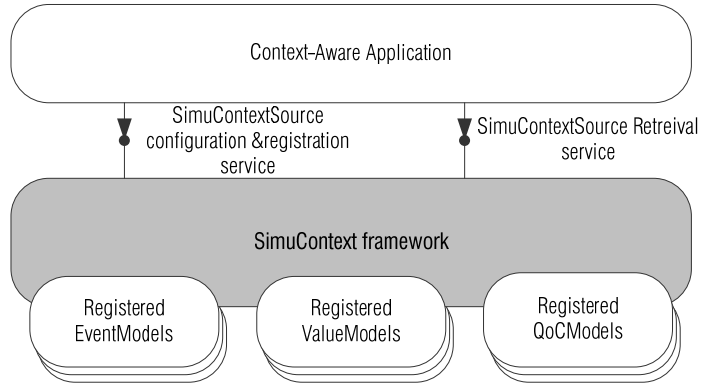 Context-Aware Application
SimuContextSource
configuration &registration
service
SimuContextSource Retreival
service
SimuContext framework
Registered
EventModels
Registered
ValueModels
Registered
QoCModels